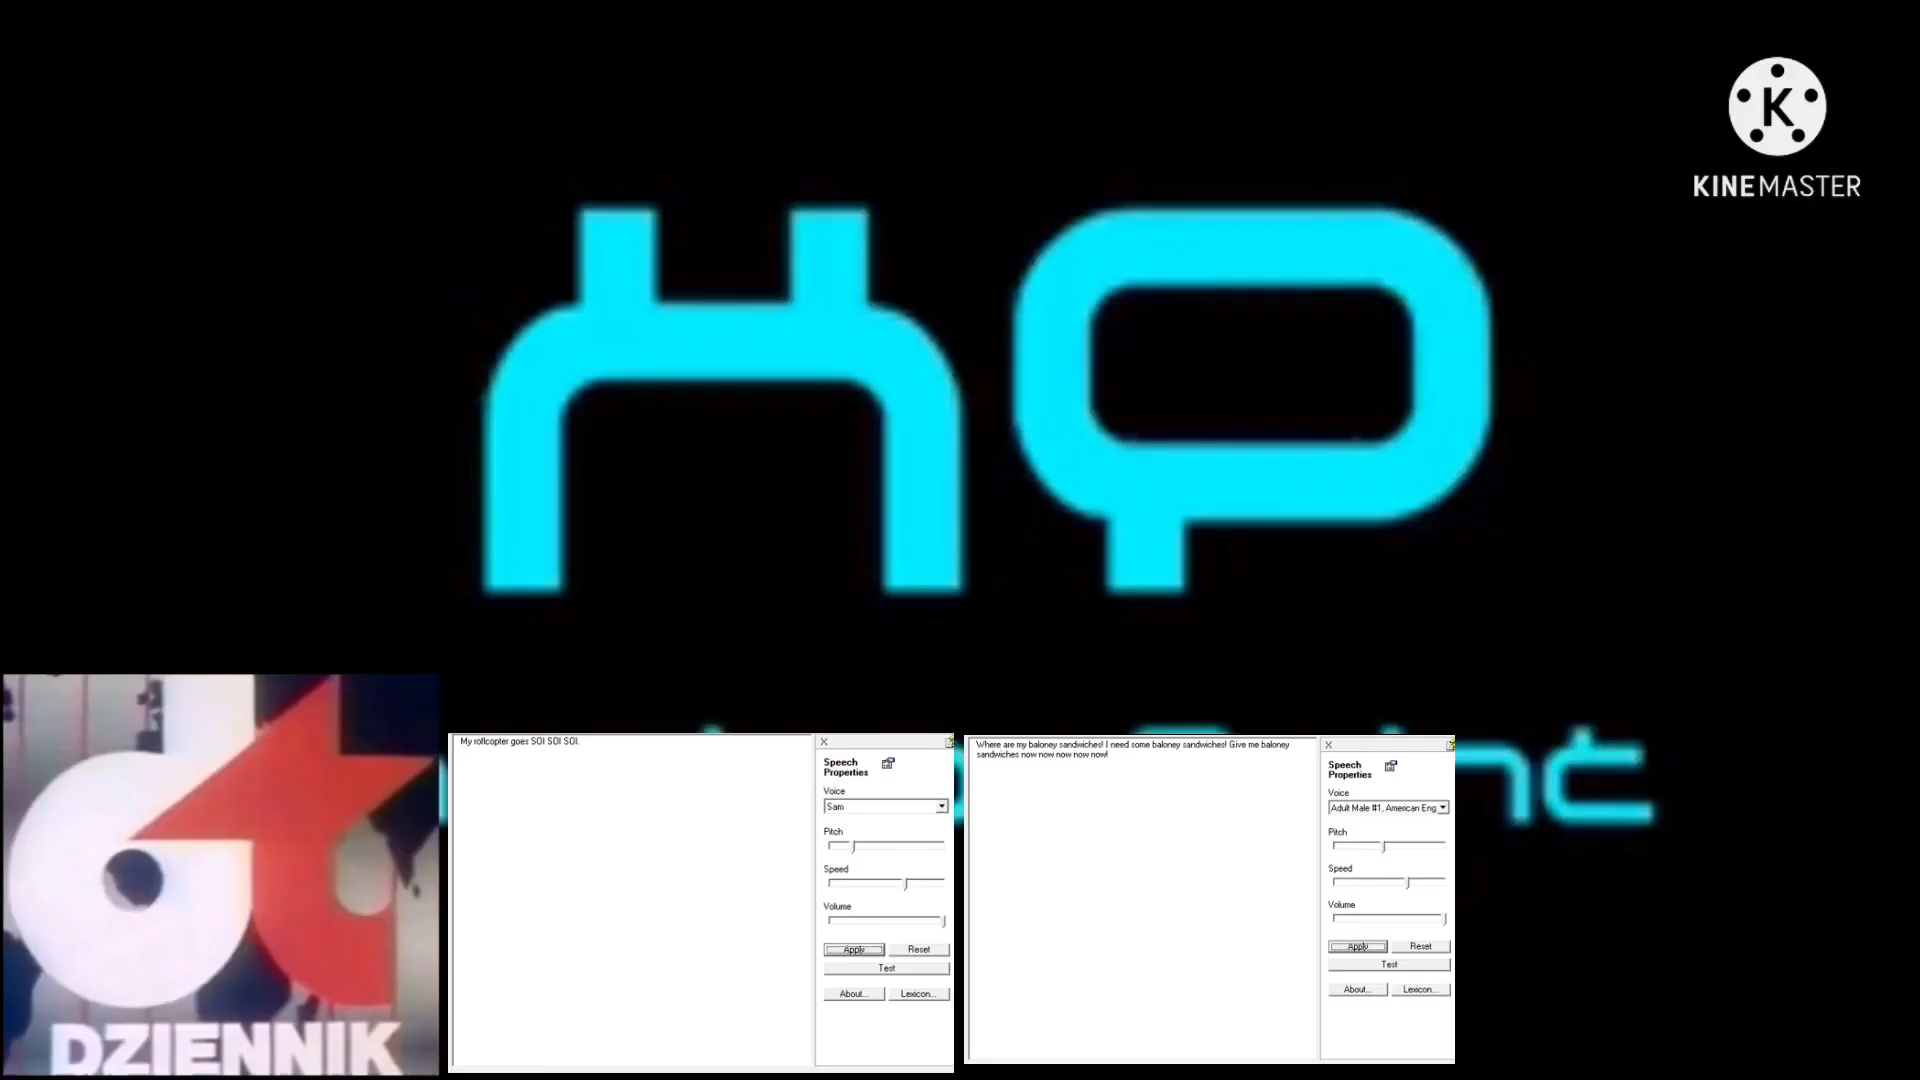 K
KINEMASTER
My roflcopter goes SOI SOI SOI.
Speech
Properties
Voice
Sam
Pitch
Speed
Volume
Apply
Reset
Test
About...
Lexicon...
Where are my baloney sandwiches! I need some baloney sandwiches! Give me baloney
sandwiches now now now now now!
Speech
Properties
Voice
Adult Male #1, American Eng
Pitch
Speed
Volume
Apply
Reset
Test
About...
Lexicon...
dt
DZIENNIK